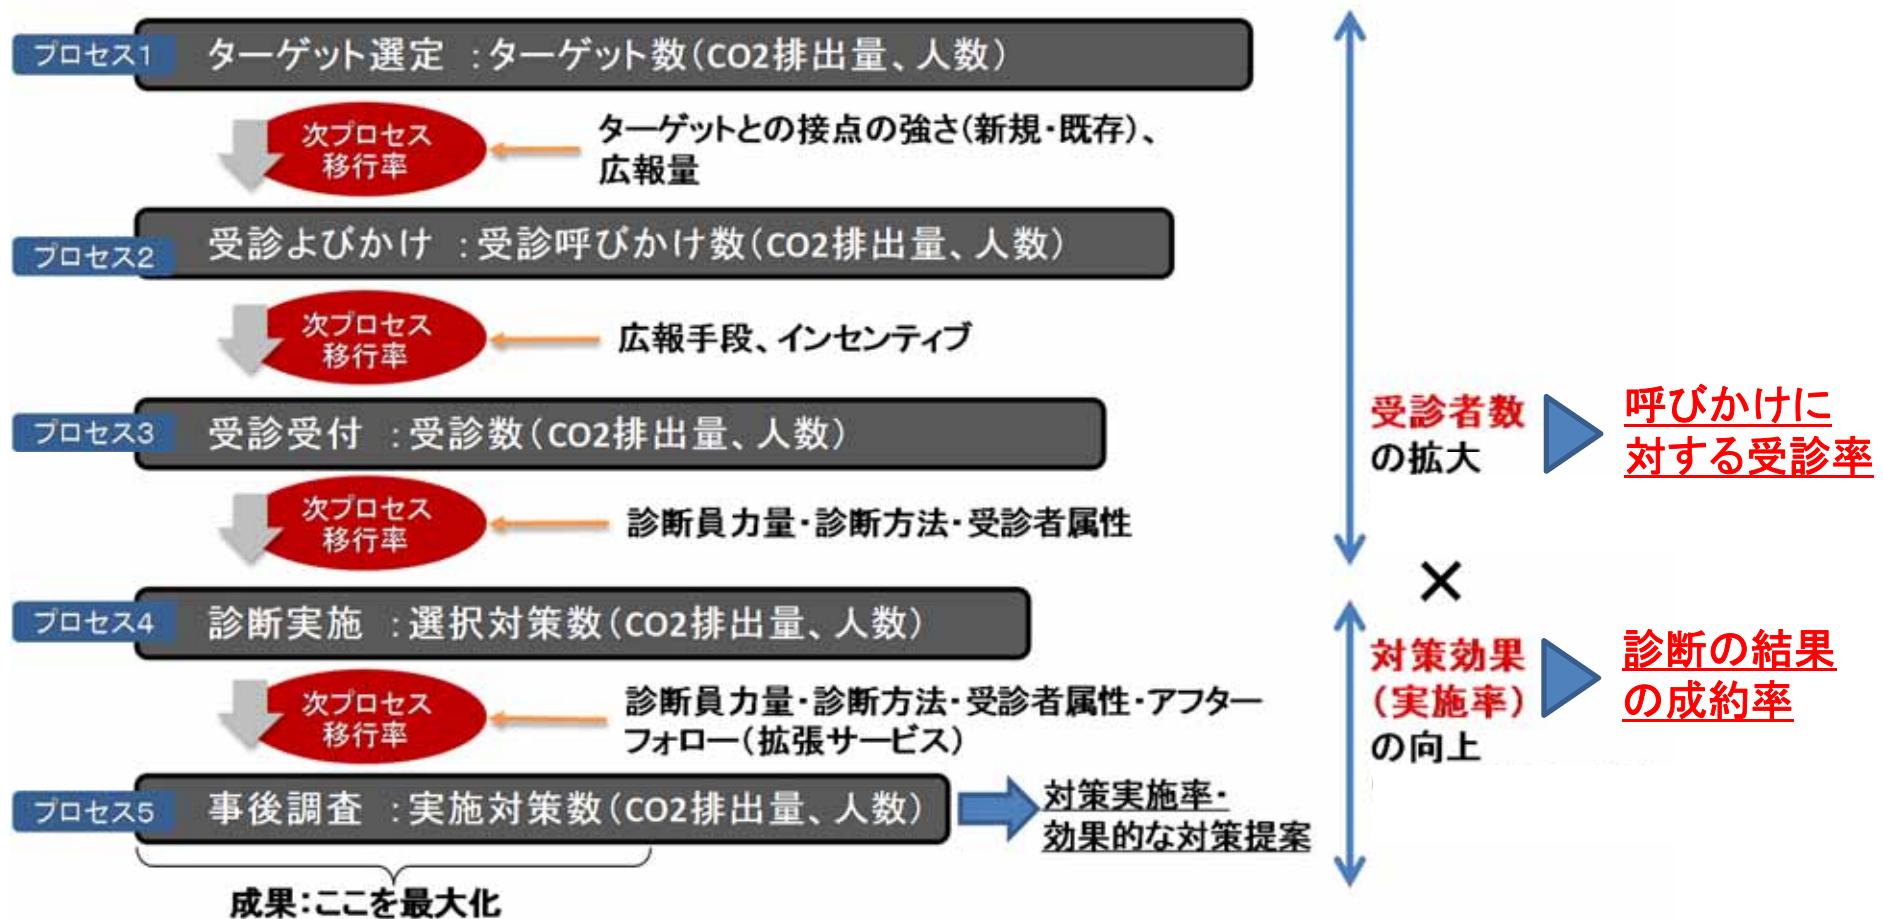 プロセス1
ターゲット選定 :ターゲット数(CO2排出量、人数)
次プロセス
移行率
ターゲットとの接点の強さ(新規・既存)、
広報量
プロセス2
受診よびかけ :受診呼びかけ数(CO2排出量、人数)
次プロセス
移行率
広報手段、インセンティブ
プロセス3
受診受付 :受診数(CO2排出量、人数)
次プロセス
移行率
診断員力量・診断方法・受診者属性
プロセス4
診断実施 :選択対策数(CO2排出量、人数)
次プロセス
移行率
診断員力量・診断方法・受診者属性・アフター
フォロー(拡張サービス)
プロセス5
事後調査 :実施対策数(CO2排出量、人数)
対策実施率・
効果的な対策提案
成果:ここを最大化
受診者数
の拡大
呼びかけに
対する受診率
×
対策効果
(実施率)
の向上
診断の結果
の成約率